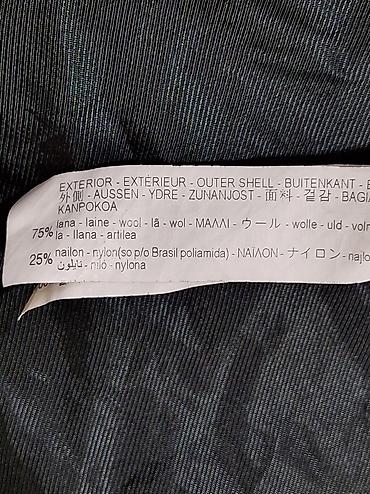 EXTERIOR - EXTÉRIEUR - OUTER SHELL - BUITENKANT -
外側 - AUSSEN - YDRE - ZUNANJOST - 面料 - 겉감 - BAGIA
KANPOKOA
75% lana - laine - wool - lã - wol - ΜΑΛΛΙ - ウール - wolle - uld - voln
la - llana - artilea
25% nailon - nylon(so p/o Brasil poliamida) - ΝΑΪΛΟΝ - ナイロン - najlo
نايلون - niló - nylona